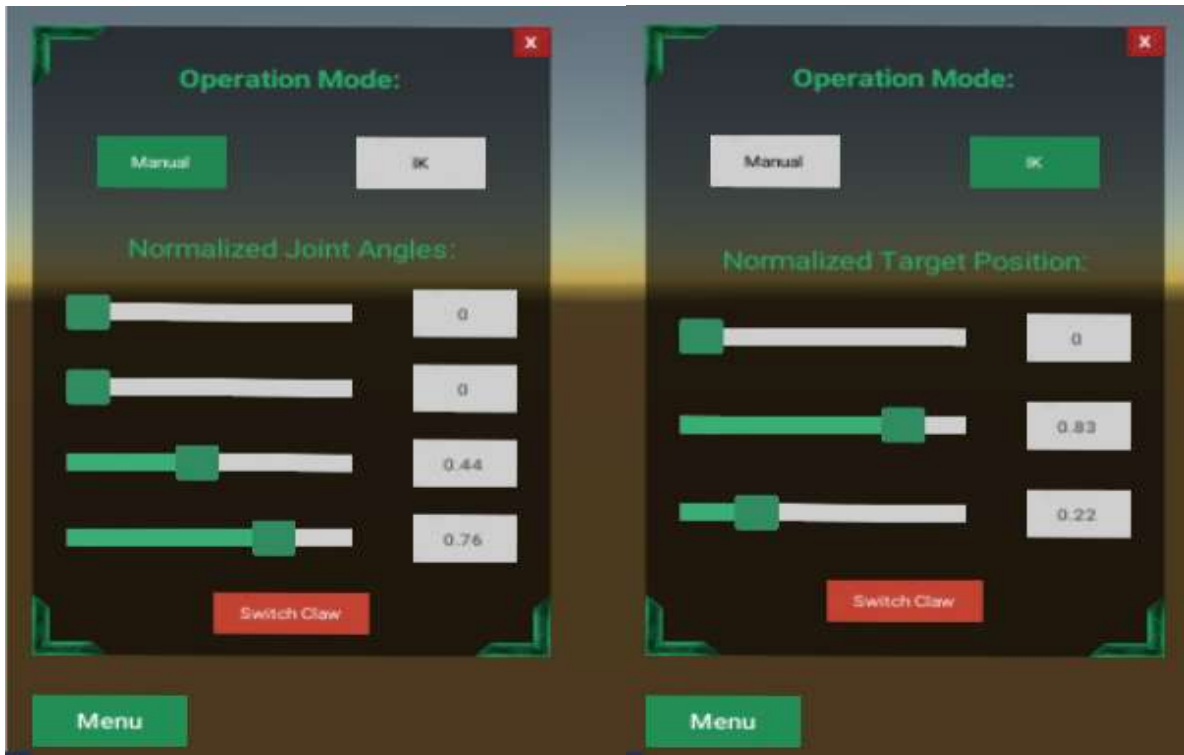 X
Operation Mode:
Manual IK
Normalized Joint Angles:
0
0
0.44
0.76
Switch Claw
Menu
X
Operation Mode:
Manual IK
Normalized Target Position:
0
0.83
0.22
Switch Claw
Menu